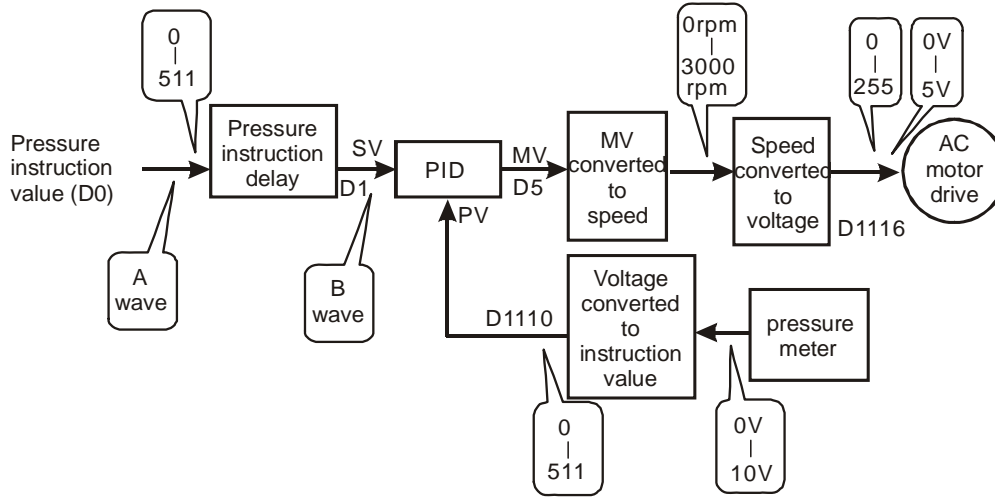 0
|
511
0rpm
|
3000
rpm
0
|
255
0V
|
5V
Pressure
instruction
value (D0)
Pressure
instruction
delay
SV
D1
PID
MV
D5
PV
MV
converted
to
speed
Speed
converted
to
voltage
D1116
AC
motor
drive
A
wave
B
wave
D1110
Voltage
converted
to
instruction
value
pressure
meter
0
|
511
0V
|
10V